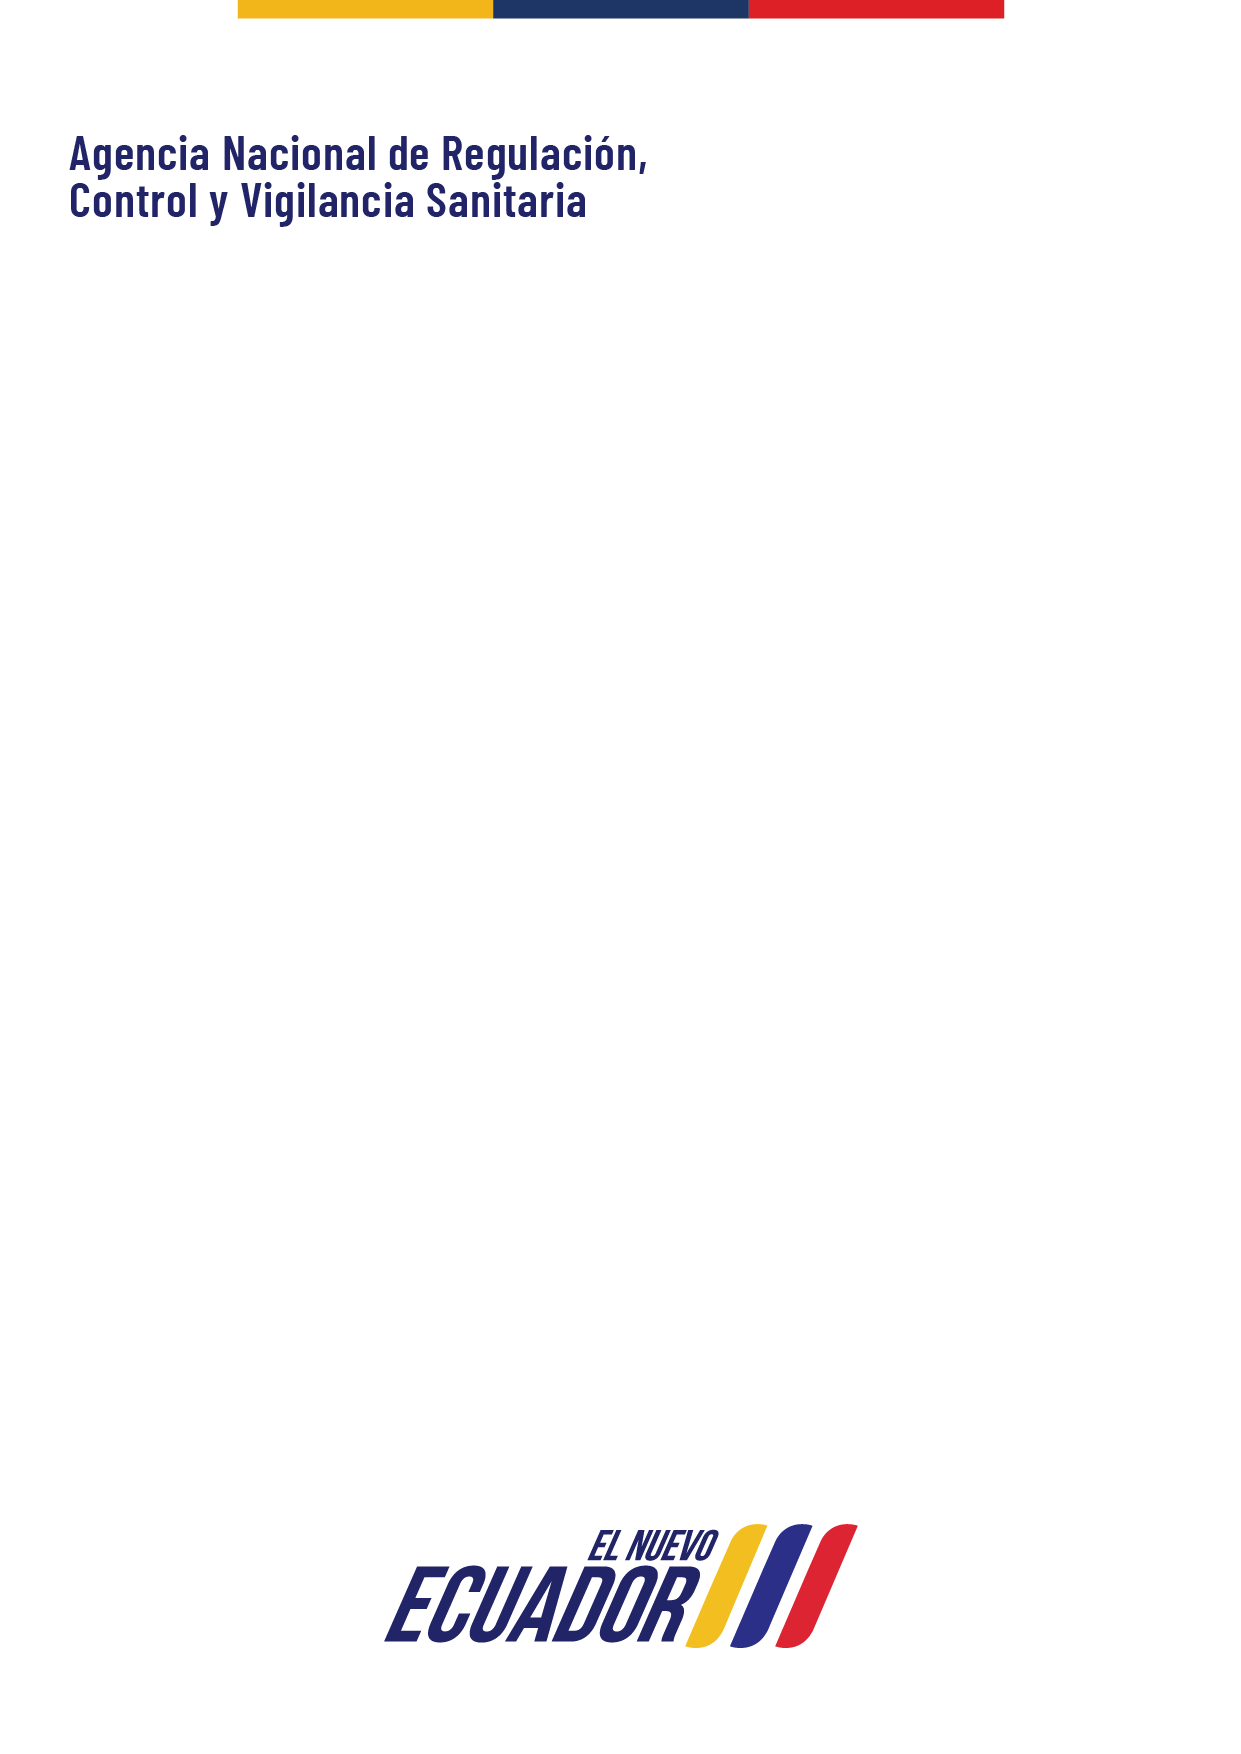 Agencia Nacional de Regulación,
Control y Vigilancia Sanitaria
EL NUEVO
ECUADOR